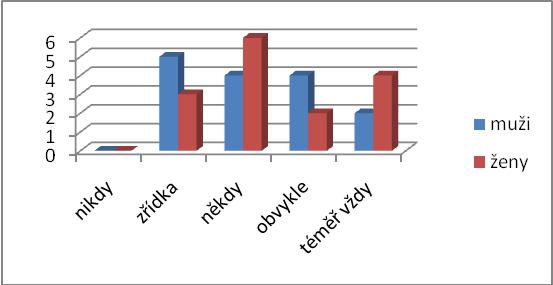 6
5
4
3
2
1
0
nikdy
zřídka
někdy
obvykle
téměř vždy
muži
ženy